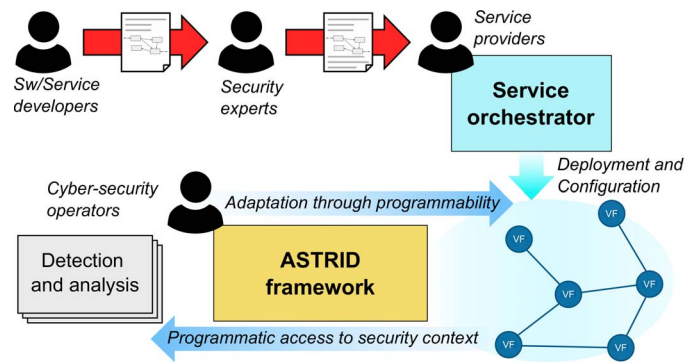 Service
providers
Sw/Service
developers
Security
experts
Service
orchestrator
Deployment and
Configuration
Cyber-security
operators
Adaptation through programmability
Detection
and analysis
ASTRID
framework
Programmatic access to security context
VF
VF
VF
VF
VF
VF